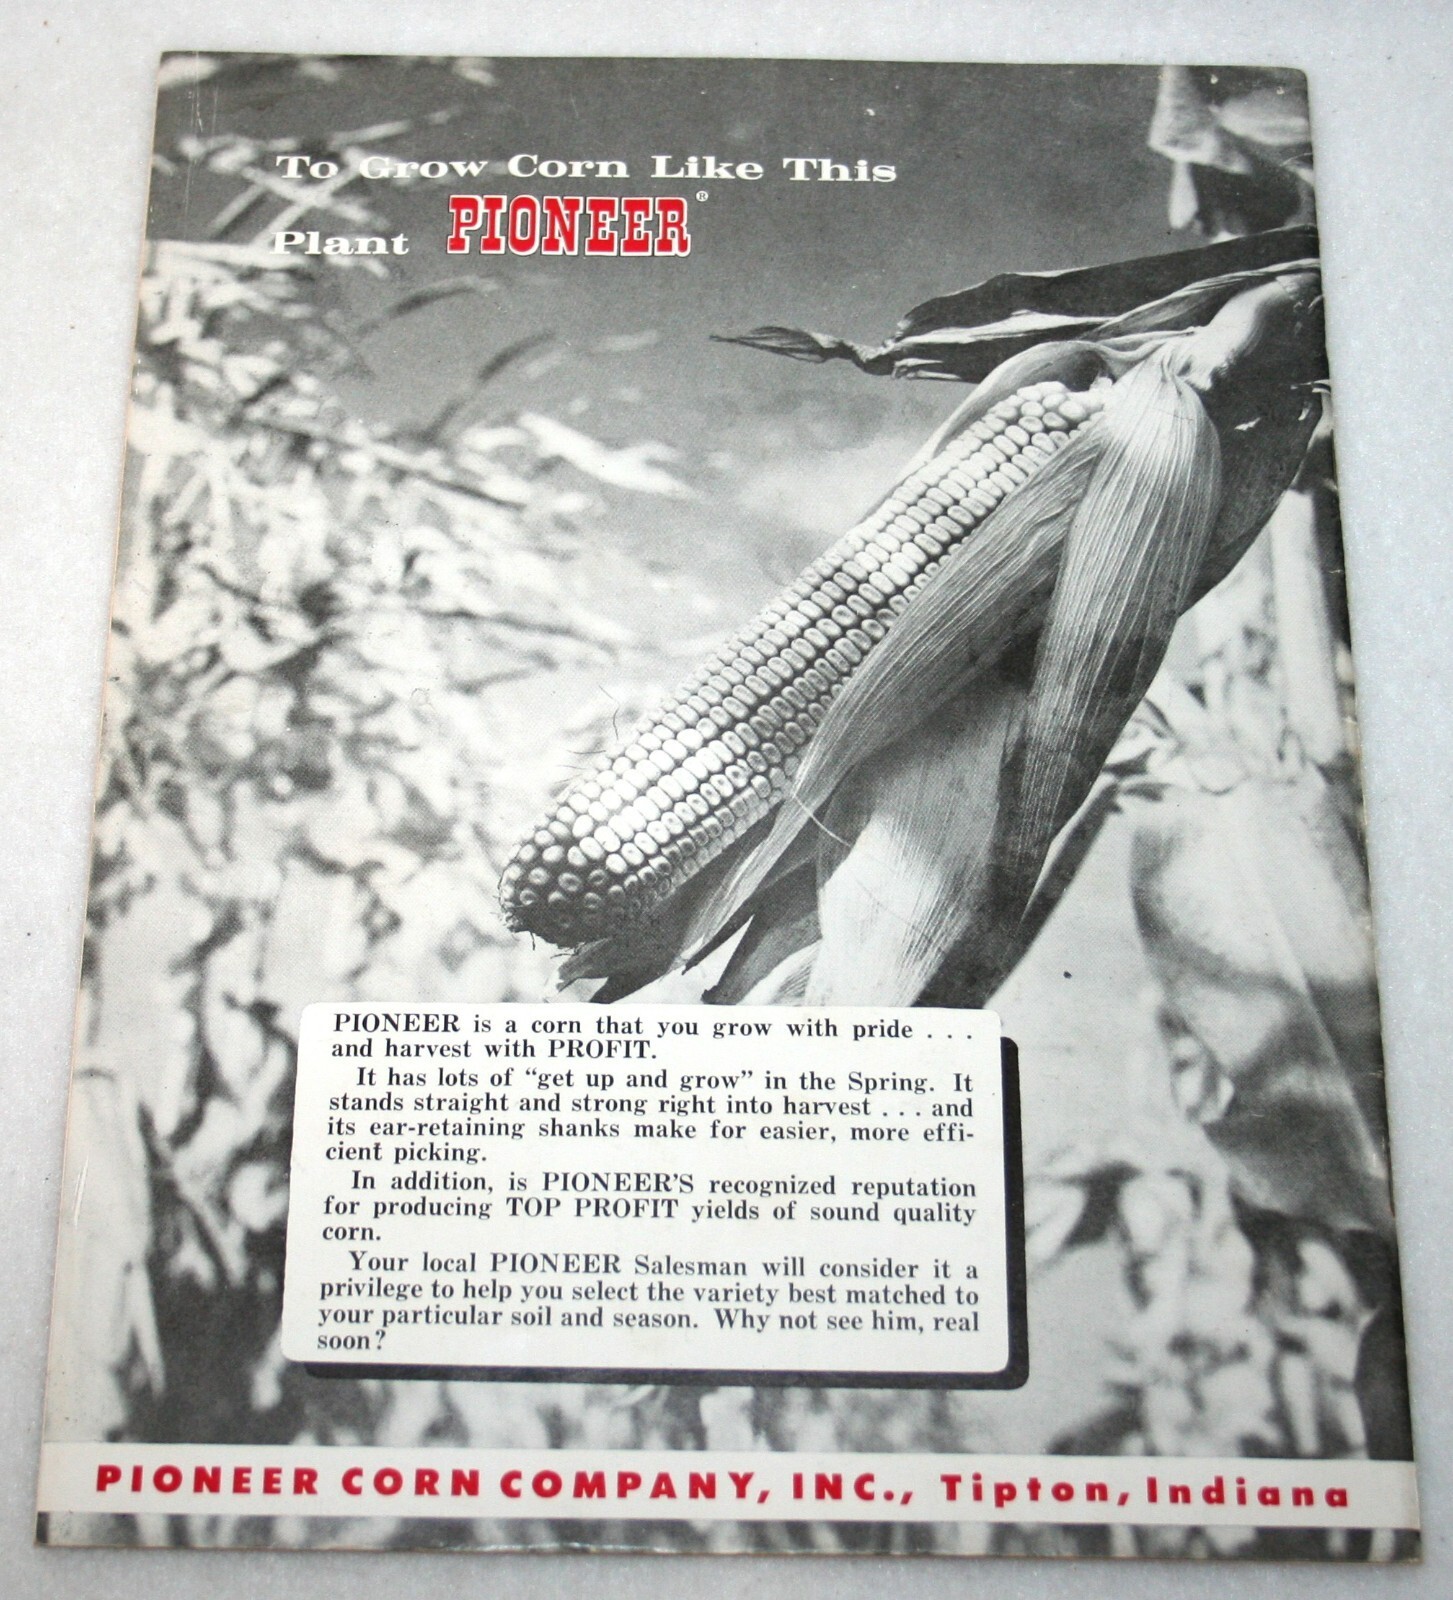 To Grow Corn Like This
Plant PIONEER®
PIONEER is a corn that you grow with pride . . .
and harvest with PROFIT.
It has lots of “get up and grow” in the Spring. It
stands straight and strong right into harvest . . . and
its ear-retaining shanks make for easier, more effi-
cient picking.
In addition, is PIONEER’S recognized reputation
for producing TOP PROFIT yields of sound quality
corn.
Your local PIONEER Salesman will consider it a
privilege to help you select the variety best matched to
your particular soil and season. Why not see him, real
soon?
PIONEER CORN COMPANY, INC., Tipton, Indiana